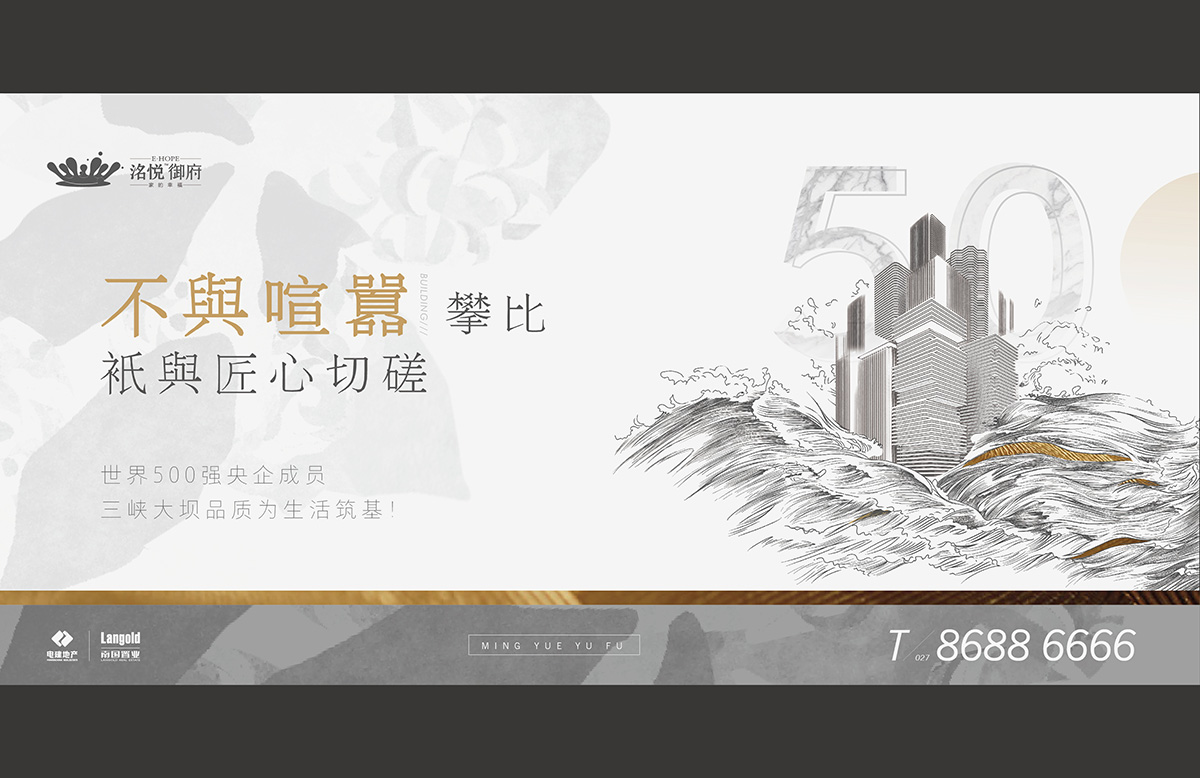 E·HOPE
洺悦御府
家的幸福
50
不與喧囂 BUILDING/// 攀比
衹與匠心切磋
世界500强央企成员
三峡大坝品质为生活筑基!
电建地产
Langold
南国置业
MING YUE YU FU
T/027 8688 6666